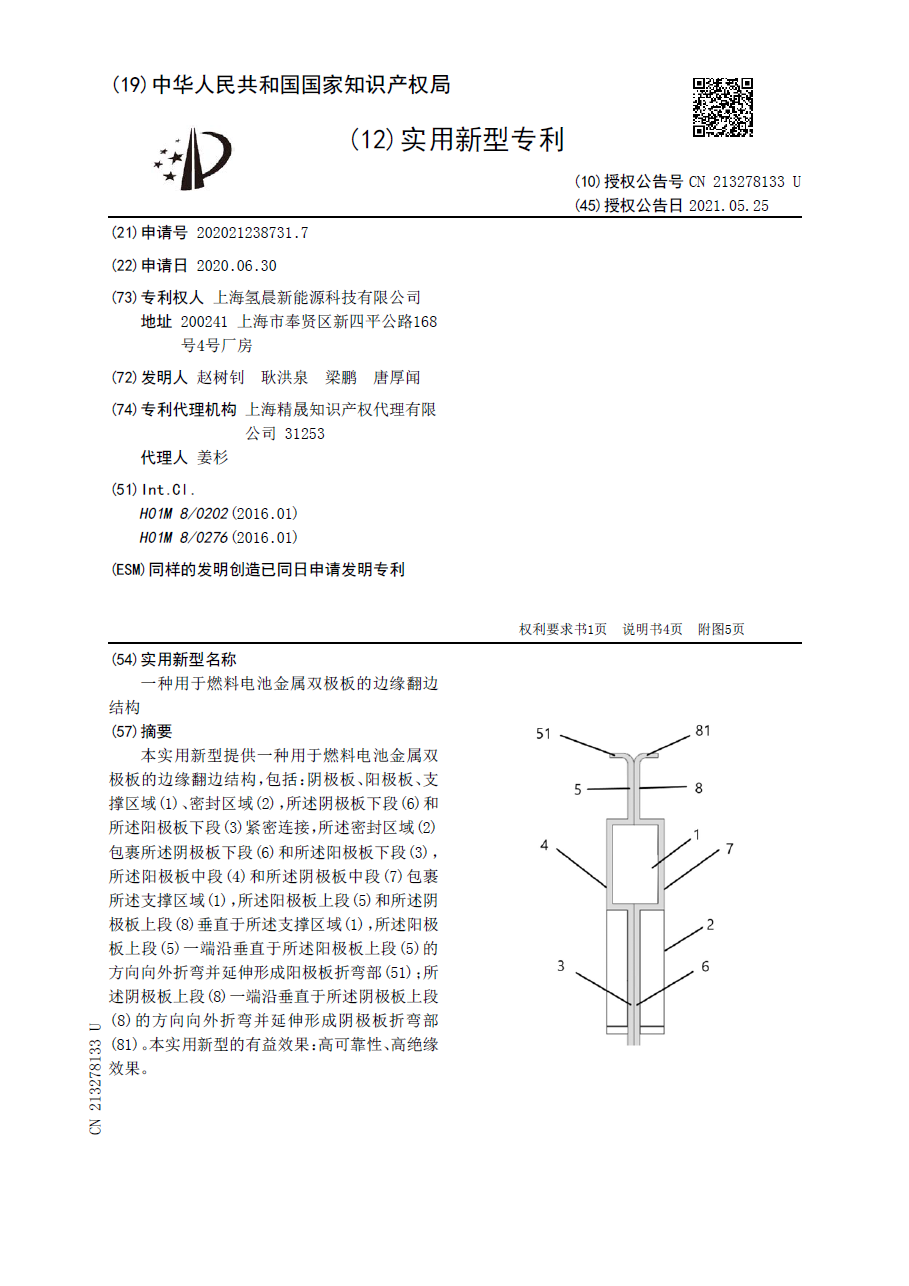 (19)中华人民共和国国家知识产权局
(12)实用新型专利
(10)授权公告号 CN 213278133 U
(45)授权公告日 2021.05.25
(21)申请号 202021238731.7
(22)申请日 2020.06.30
(73)专利权人 上海氢晨新能源科技有限公司
地址 200241 上海市奉贤区新四平公路168
号4号厂房
(72)发明人 赵树钊 耿洪泉 梁鹏 唐厚闻
(74)专利代理机构 上海精晟知识产权代理有限
公司 31253
代理人 姜杉
(51)Int.Cl.
H01M 8/0202(2016.01)
H01M 8/0276(2016.01)
(ESM)同样的发明创造已同日申请发明专利
权利要求书1页 说明书4页 附图5页
(54)实用新型名称
一种用于燃料电池金属双极板的边缘翻边
结构
(57)摘要
本实用新型提供一种用于燃料电池金属双
极板的边缘翻边结构,包括:阴极板、阳极板、支
撑区域(1)、密封区域(2),所述阴极板下段(6)和
所述阳极板下段(3)紧密连接,所述密封区域(2)
包裹所述阴极板下段(6)和所述阳极板下段(3),
所述阳极板中段(4)和所述阴极板中段(7)包裹
所述支撑区域(1),所述阳极板上段(5)和所述阴
极板上段(8)垂直于所述支撑区域(1),所述阳极
板上段(5)一端沿垂直于所述阳极板上段(5)的
方向向外折弯并延伸形成阳极板折弯部(51);所
述阴极板上段(8)一端沿垂直于所述阴极板上段
(8)的方向向外折弯并延伸形成阴极板折弯部
(81)。本实用新型的有益效果:高可靠性、高绝缘
效果。
51
81
5
8
1
4
7
2
3
6
CN 213278133 U